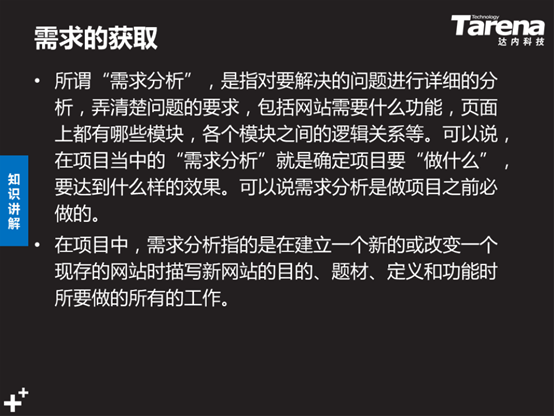 需求的获取
Technology
Tarena
达内科技
• 所谓“需求分析”，是指对要解决的问题进行详细的分
析，弄清楚问题的要求，包括网站需要什么功能，页面
上都有哪些模块，各个模块之间的逻辑关系等。可以说，
在项目当中的“需求分析”就是确定项目要“做什么”，
要达到什么样的效果。可以说需求分析是做项目之前必
做的。
• 在项目中，需求分析指的是在建立一个新的或改变一个
现存的网站时描写新网站的目的、题材、定义和功能时
所要做的所有的工作。
知识讲解